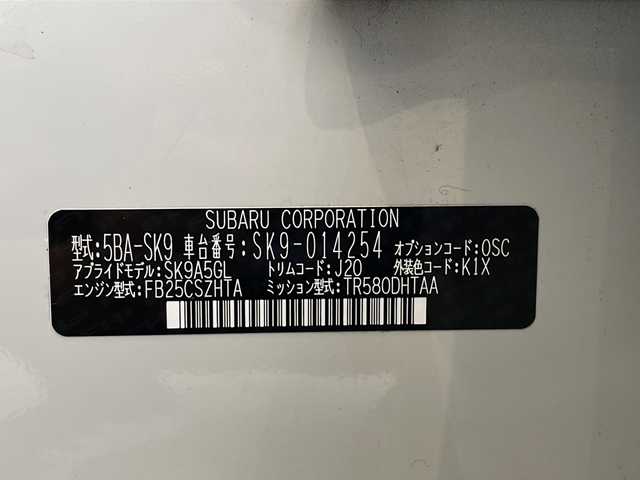 SUBARU CORPORATION
型式:5BA-SK9 車台番号:SK9-014254 オプションコード:OSC
アプライドモデル:SK9A5GL トリムコード:J20 外装色コード:K1X
エンジン型式:FB25CSZHTA ミッション型式:TR580DHTAA